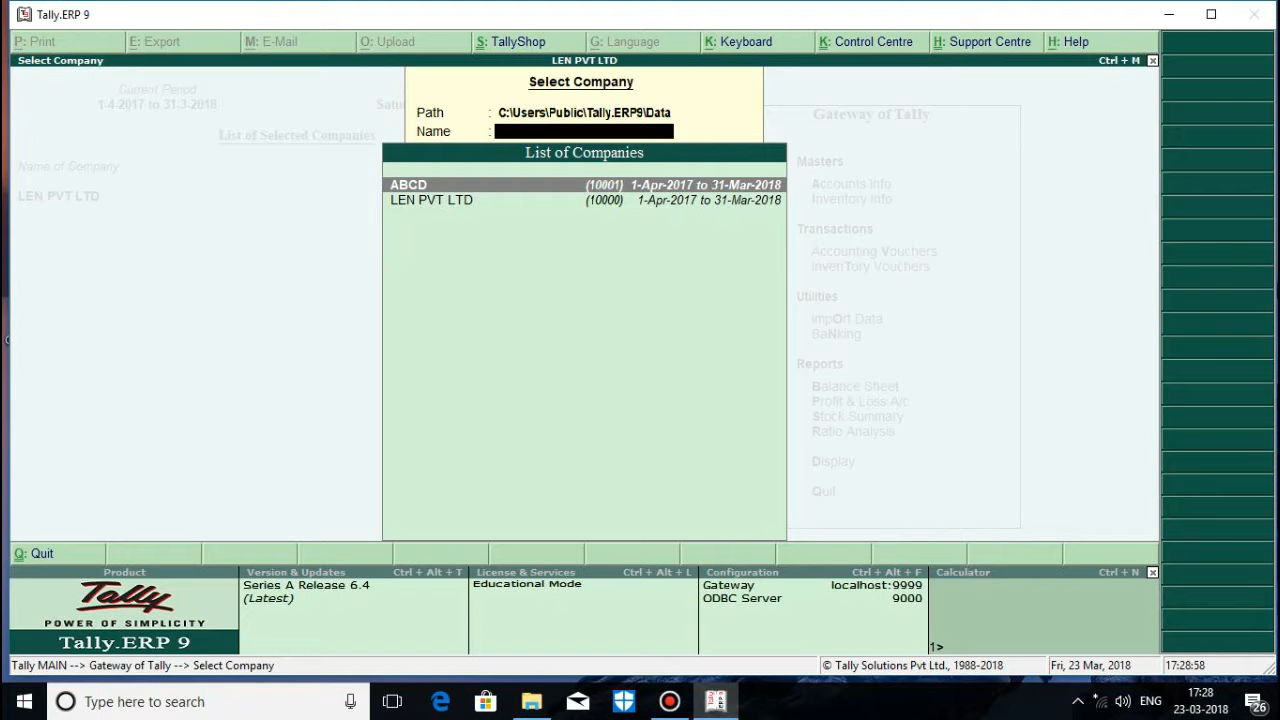 Tally.ERP 9
P: Print E: Export M: E-Mail O: Upload S: TallyShop G: Language K: Keyboard K: Control Centre H: Support Centre H: Help
Select Company LEN PVT LTD Ctrl + M
Current Period
1-4-2017 to 31-3-2018
List of Selected Companies
Name of Company
LEN PVT LTD
Select Company
Path : C:\Users\Public\Tally.ERP9\Data
Name :
List of Companies
ABCD (10001) 1-Apr-2017 to 31-Mar-2018
LEN PVT LTD (10000) 1-Apr-2017 to 31-Mar-2018
Gateway of Tally
Masters
Accounts Info.
Inventory Info.
Transactions
Accounting Vouchers
InvenTory Vouchers
Utilities
impOrt Data
BaNking
Reports
Balance Sheet
Profit & Loss A/c
Stock Summary
Ratio Analysis
Display
Quit
Q: Quit
Product
Tally
POWER OF SIMPLICITY
Tally.ERP 9
Version & Updates Ctrl + Alt + T
Series A Release 6.4
(Latest)
License & Services Ctrl + Alt + L
Educational Mode
Configuration Ctrl + Alt + F
Gateway localhost:9999
ODBC Server 9000
Calculator Ctrl + N
1>
Tally MAIN --> Gateway of Tally --> Select Company © Tally Solutions Pvt Ltd., 1988-2018 Fri, 23 Mar, 2018 17:28:58
Type here to search
ENG
17:28
23-03-2018
26